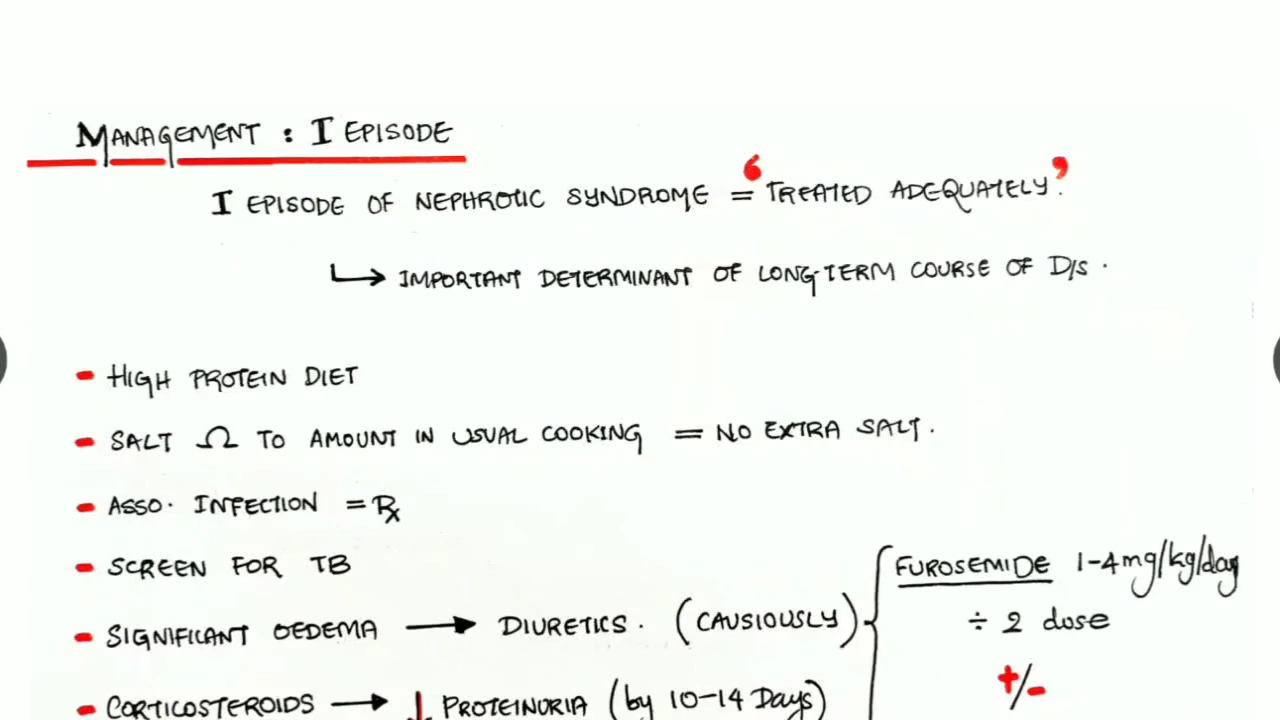 MANAGEMENT : I EPISODE
I EPISODE OF NEPHROTIC SYNDROME = 'TREATED ADEQUATELY'.
↳ IMPORTANT DETERMINANT OF LONG-TERM COURSE OF D/S.
- HIGH PROTEIN DIET
- SALT Ω TO AMOUNT IN USUAL COOKING = NO EXTRA SALT.
- ASSO. INFECTION = Rx
- SCREEN FOR TB
- SIGNIFICANT OEDEMA → DIURETICS. (CAUSIOUSLY)
FUROSEMIDE 1-4mg/kg/day
÷ 2 dose
+/-
- CORTICOSTEROIDS → ↓ PROTEINURIA (by 10-14 Days)